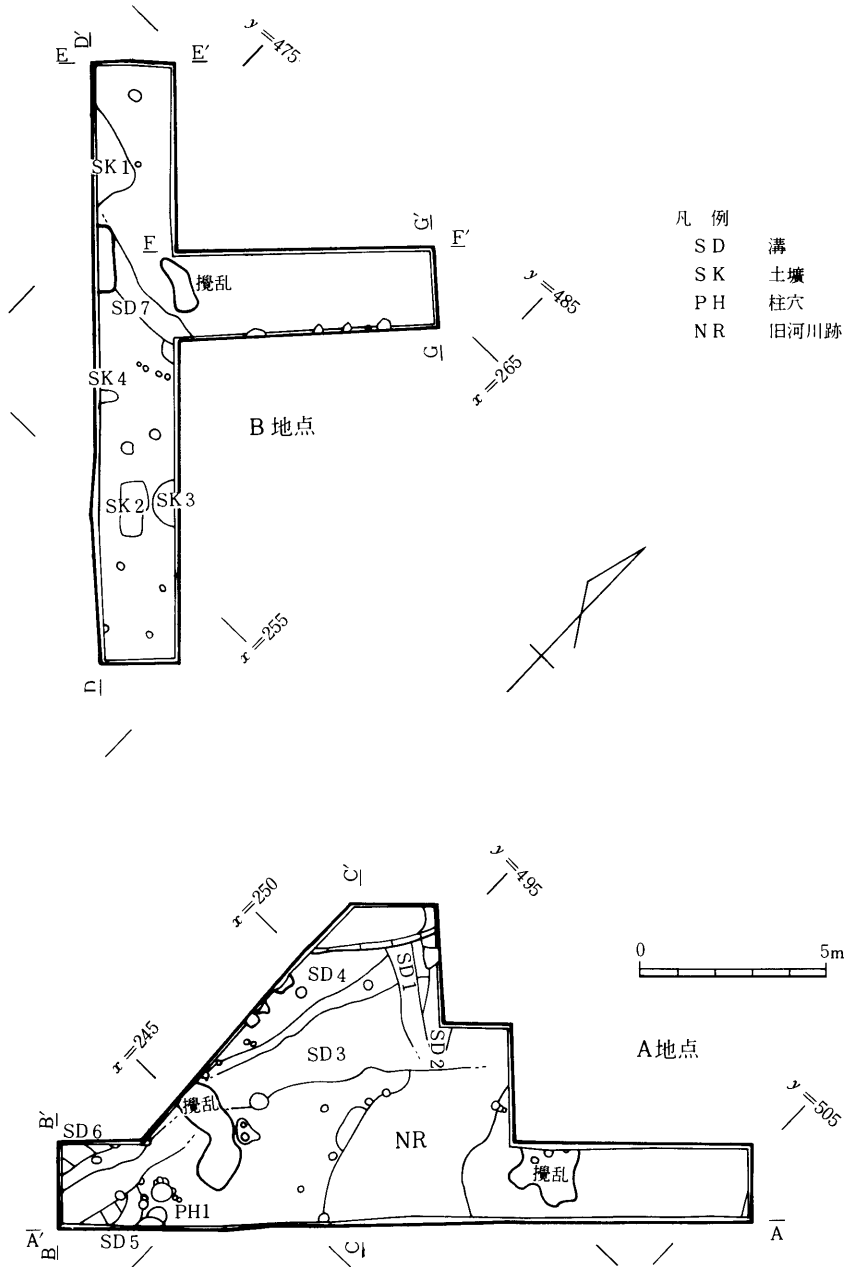 y=475
E
D'
E'
SK1
F
G'
F'
攪乱
SD7
y=485
G
x=265
SK4
B地点
SK2
SK3
x=255
D
凡 例
SD 溝
SK 土壙
PH 柱穴
NR 旧河川跡
C'
y=495
x=250
SD4
SD1
0 5m
SD3
SD2
A地点
x=245
y=505
B'
SD6
攪乱
NR
攪乱
PH1
A'
B
SD5
C
A